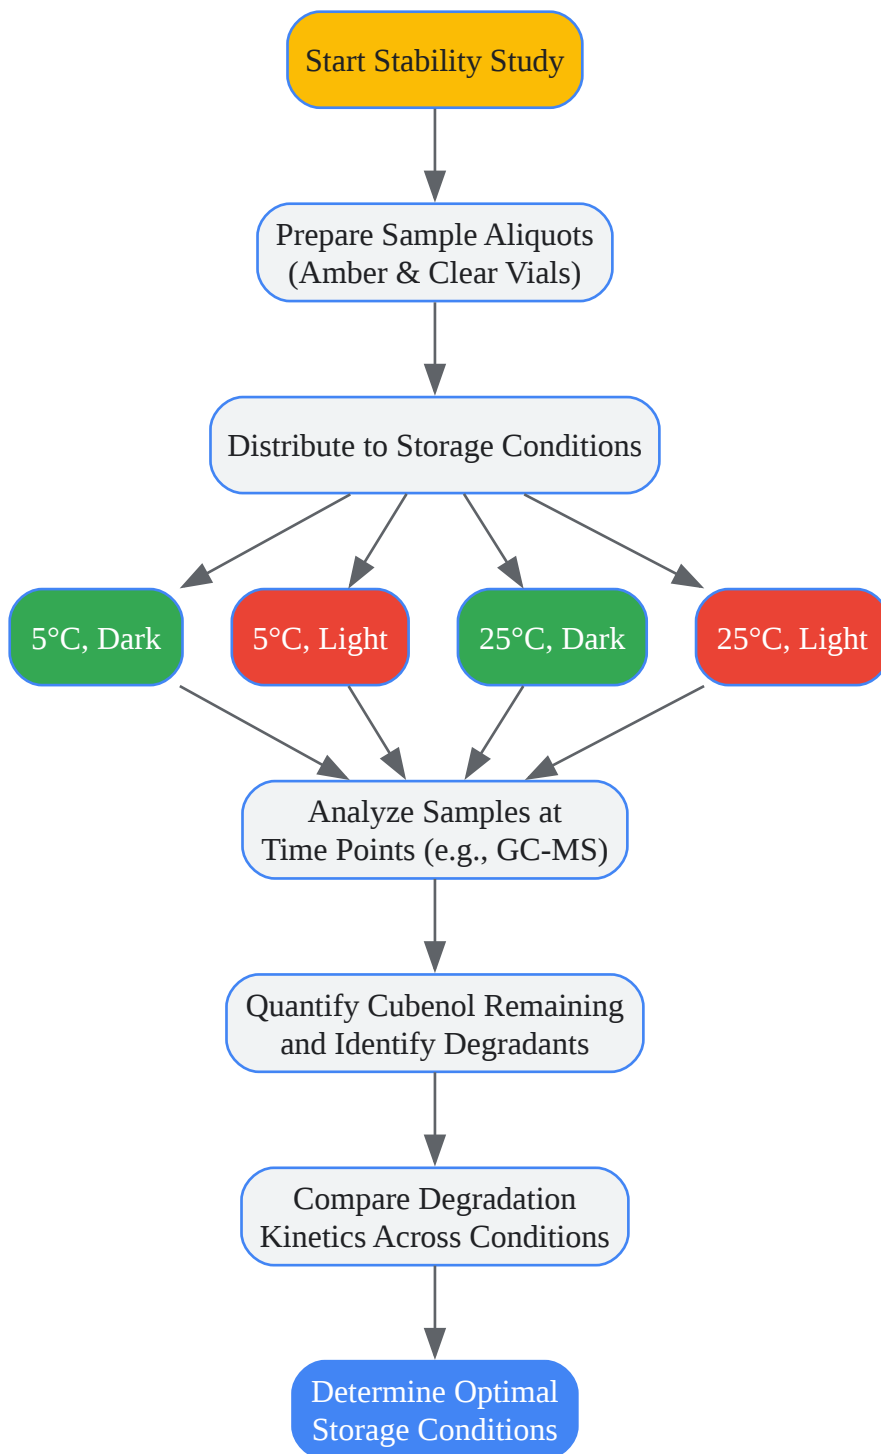 Start Stability Study
Prepare Sample Aliquots
(Amber & Clear Vials)
Distribute to Storage Conditions
5°C, Dark
5°C, Light
25°C, Dark
25°C, Light
Analyze Samples at
Time Points (e.g., GC-MS)
Quantify Cubenol Remaining
and Identify Degradants
Compare Degradation
Kinetics Across Conditions
Determine Optimal
Storage Conditions